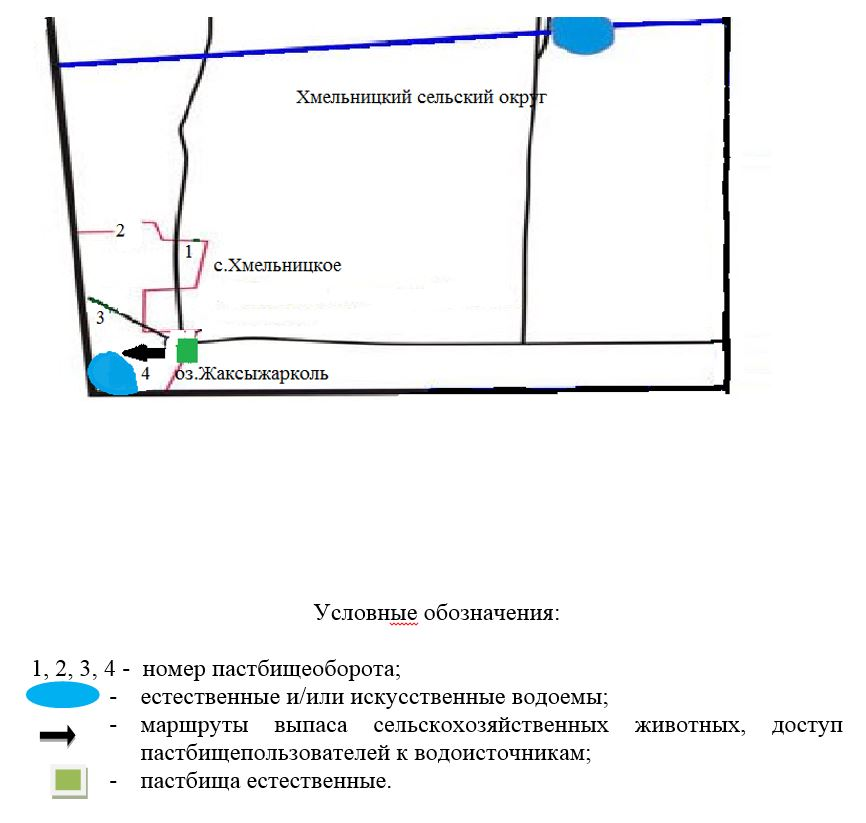 Хмельницкий сельский округ
2
1
с.Хмельницкое
3
4 оз.Жаксыжарколь
Условные обозначения:
1, 2, 3, 4 - номер пастбищеоборота;
- естественные и/или искусственные водоемы;
- маршруты выпаса сельскохозяйственных животных, доступ
пастбищепользователей к водоисточникам;
- пастбища естественные.